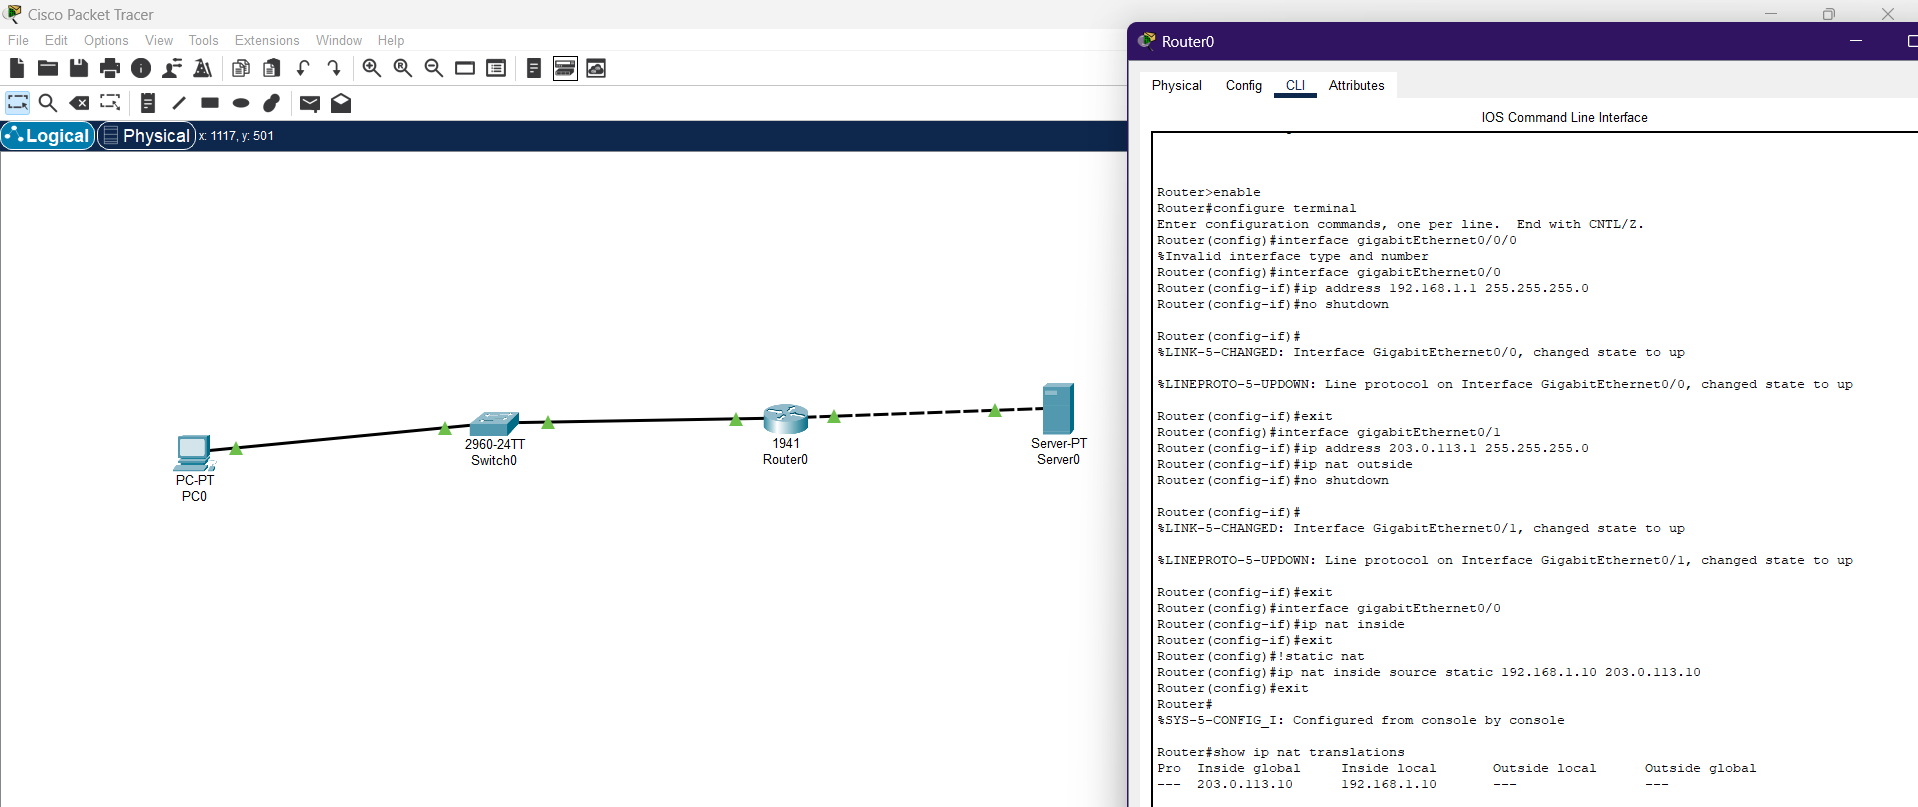 Cisco Packet Tracer
File Edit Options View Tools Extensions Window Help
Logical Physical x: 1117, y: 501
PC-PT
PC0
2960-24TT
Switch0
1941
Router0
Server-PT
Server0
Router0
Physical Config CLI Attributes
IOS Command Line Interface
Router>enable
Router#configure terminal
Enter configuration commands, one per line.  End with CNTL/Z.
Router(config)#interface gigabitEthernet0/0/0
%Invalid interface type and number
Router(config)#interface gigabitEthernet0/0
Router(config-if)#ip address 192.168.1.1 255.255.255.0
Router(config-if)#no shutdown
Router(config-if)#
%LINK-5-CHANGED: Interface GigabitEthernet0/0, changed state to up
%LINEPROTO-5-UPDOWN: Line protocol on Interface GigabitEthernet0/0, changed state to up
Router(config-if)#exit
Router(config)#interface gigabitEthernet0/1
Router(config-if)#ip address 203.0.113.1 255.255.255.0
Router(config-if)#ip nat outside
Router(config-if)#no shutdown
Router(config-if)#
%LINK-5-CHANGED: Interface GigabitEthernet0/1, changed state to up
%LINEPROTO-5-UPDOWN: Line protocol on Interface GigabitEthernet0/1, changed state to up
Router(config-if)#exit
Router(config)#interface gigabitEthernet0/0
Router(config-if)#ip nat inside
Router(config-if)#exit
Router(config)#!static nat
Router(config)#ip nat inside source static 192.168.1.10 203.0.113.10
Router(config)#exit
Router#
%SYS-5-CONFIG_I: Configured from console by console
Router#show ip nat translations
Pro  Inside global     Inside local       Outside local      Outside global
---  203.0.113.10      192.168.1.10       ---                ---